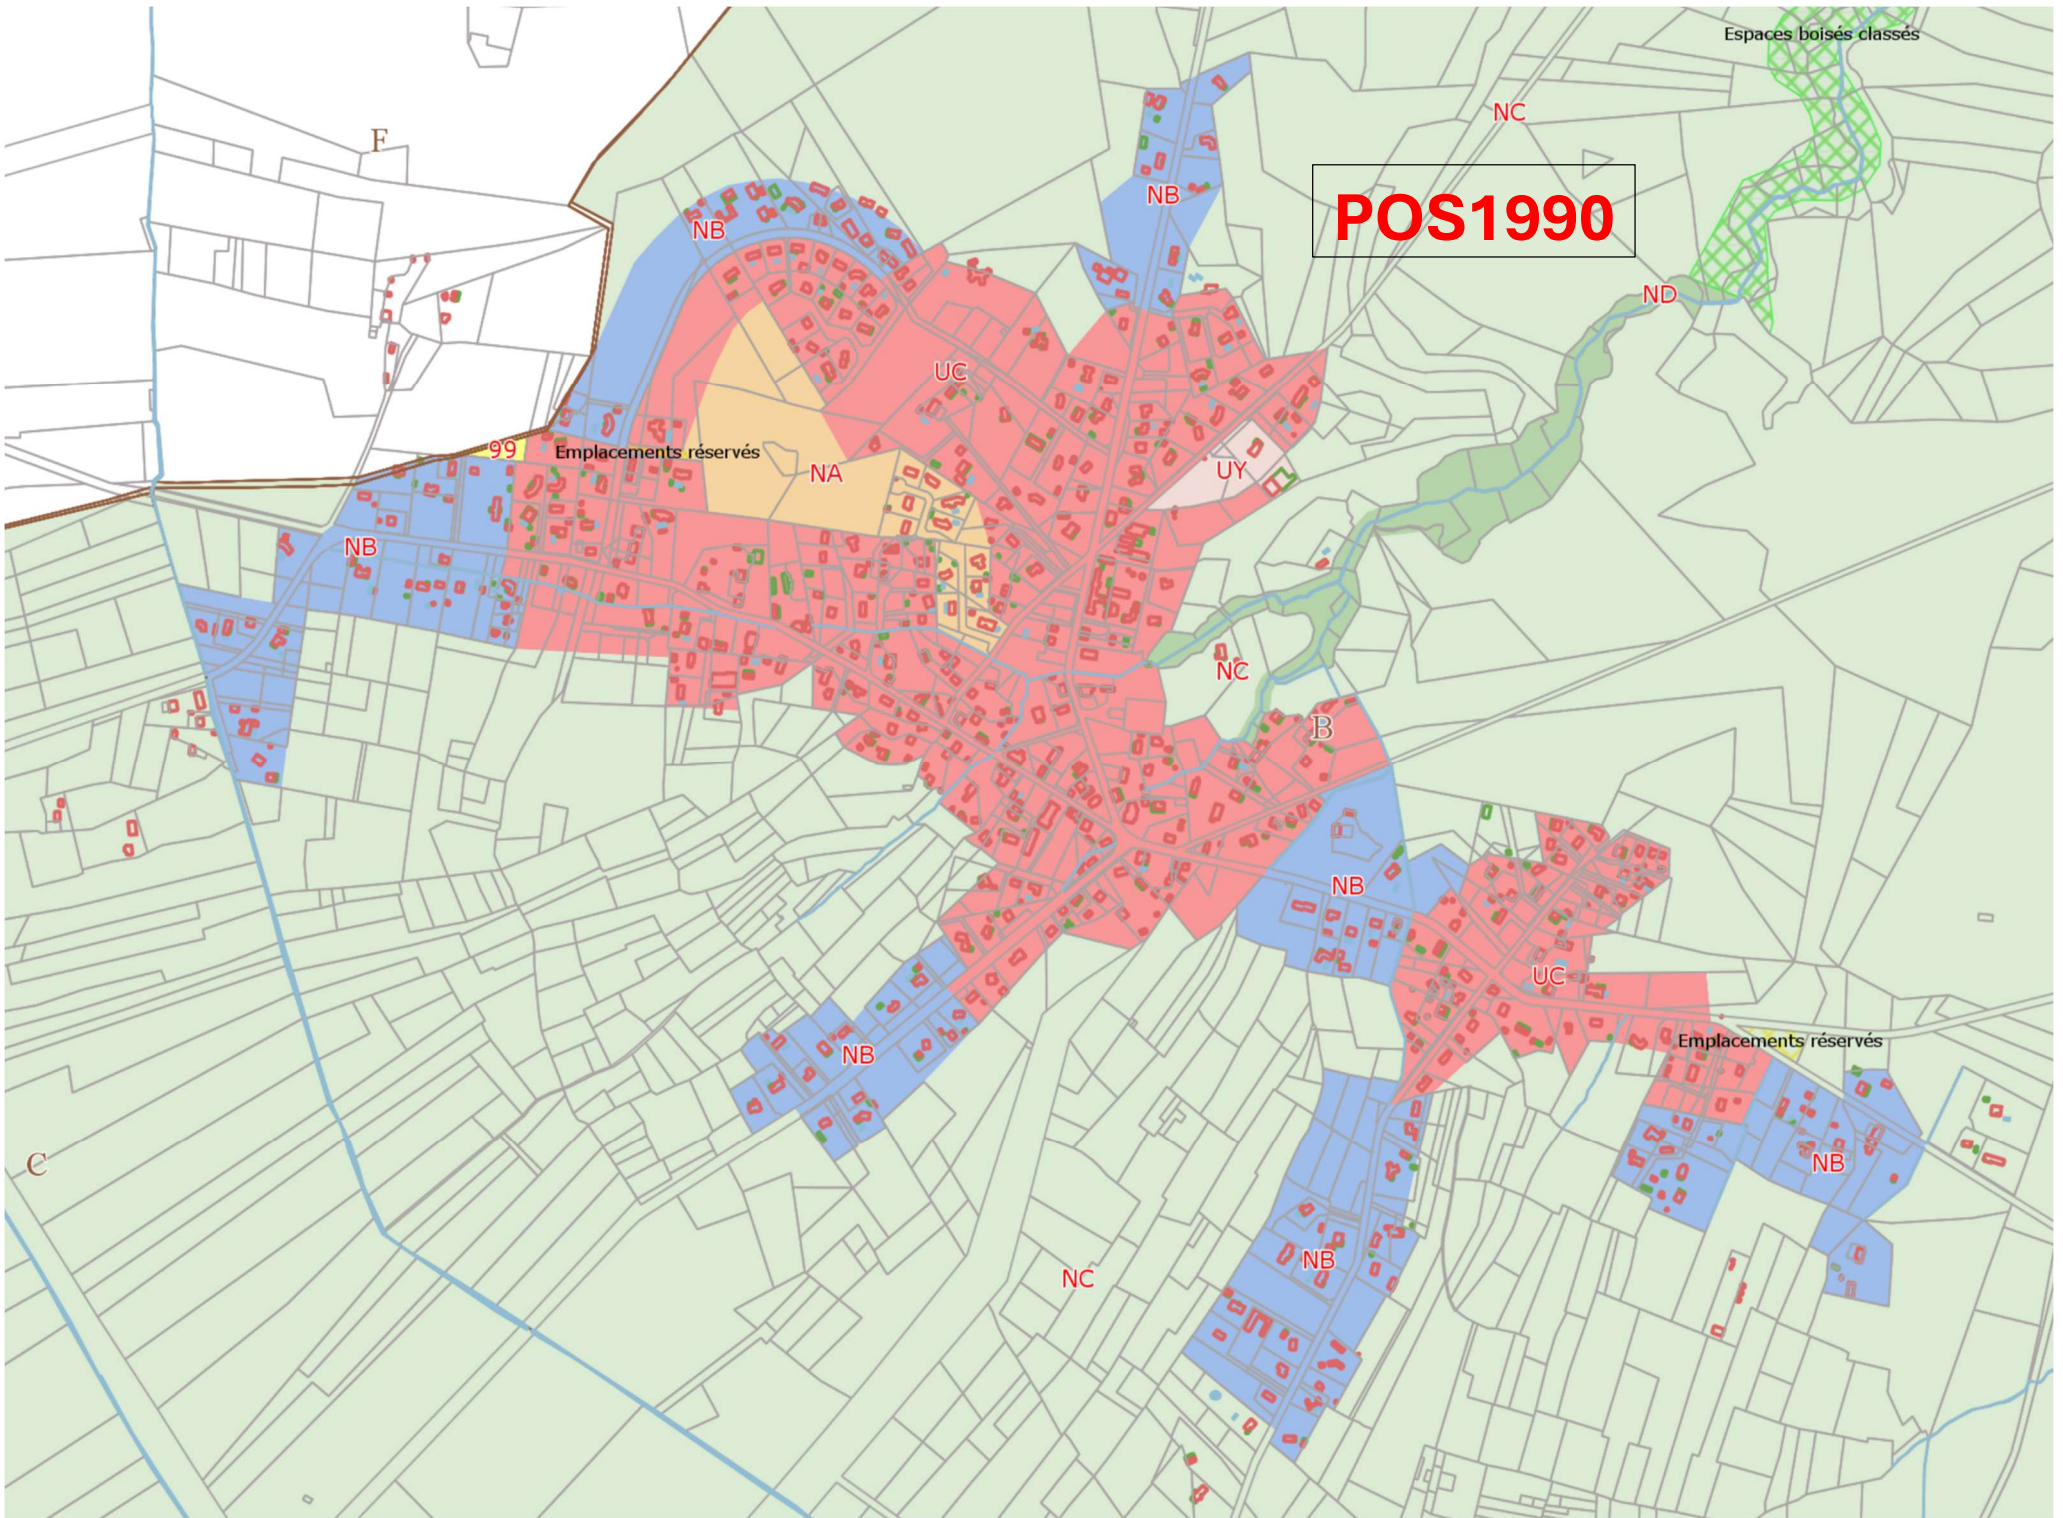 Espaces boisés classés
NC
F
POS1990
NB
NB
ND
UC
99
Emplacements réservés
NA
UY
NB
NC
B
NB
UC
Emplacements réservés
NB
NB
C
NB
NC